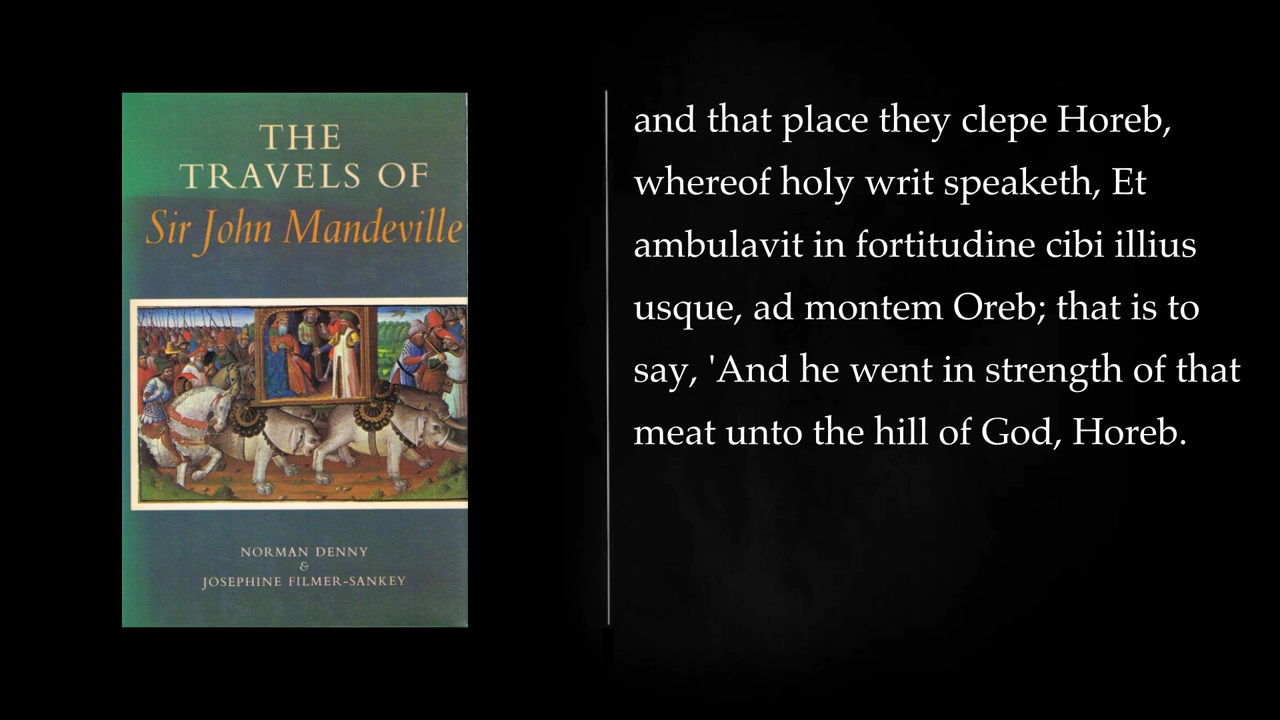 THE
TRAVELS OF
Sir John Mandeville
NORMAN DENNY
&
JOSEPHINE FILMER-SANKEY
and that place they clepe Horeb,
whereof holy writ speaketh, Et
ambulavit in fortitudine cibi illius
usque, ad montem Oreb; that is to
say, 'And he went in strength of that
meat unto the hill of God, Horeb.